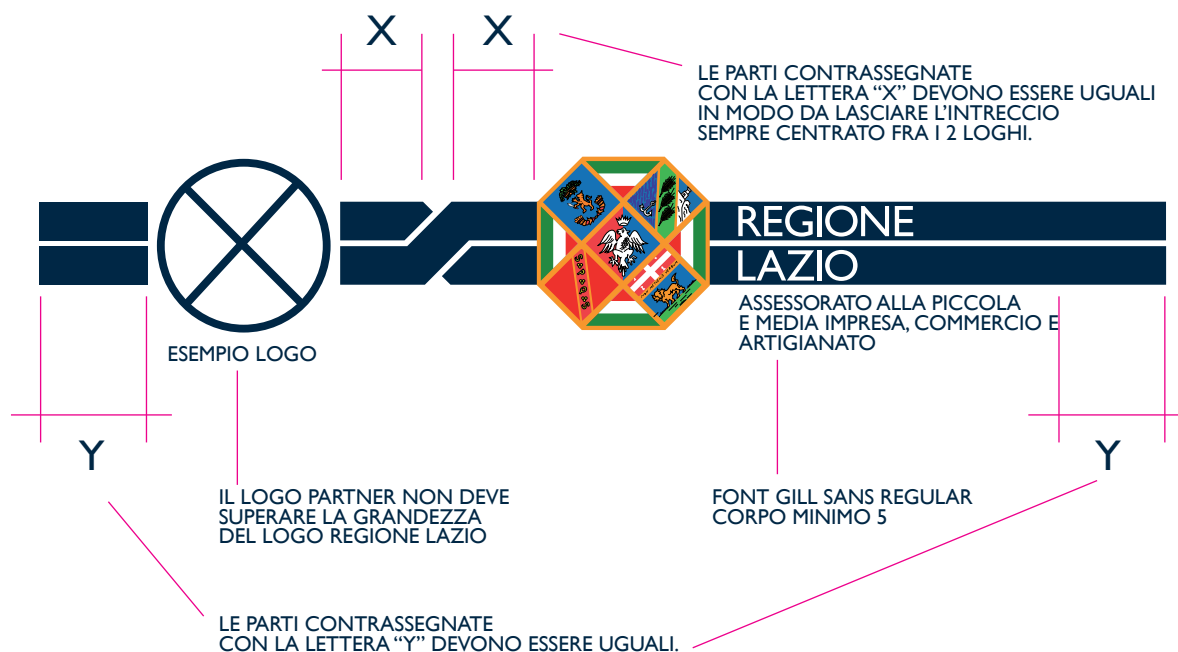 X X
LE PARTI CONTRASSEGNATE
CON LA LETTERA “X” DEVONO ESSERE UGUALI
IN MODO DA LASCIARE L’INTRECCIO
SEMPRE CENTRATO FRA I 2 LOGHI.
REGIONE
LAZIO
ASSESSORATO ALLA PICCOLA
E MEDIA IMPRESA, COMMERCIO E
ARTIGIANATO
ESEMPIO LOGO
Y Y
IL LOGO PARTNER NON DEVE
SUPERARE LA GRANDEZZA
DEL LOGO REGIONE LAZIO
FONT GILL SANS REGULAR
CORPO MINIMO 5
LE PARTI CONTRASSEGNATE
CON LA LETTERA “Y” DEVONO ESSERE UGUALI.